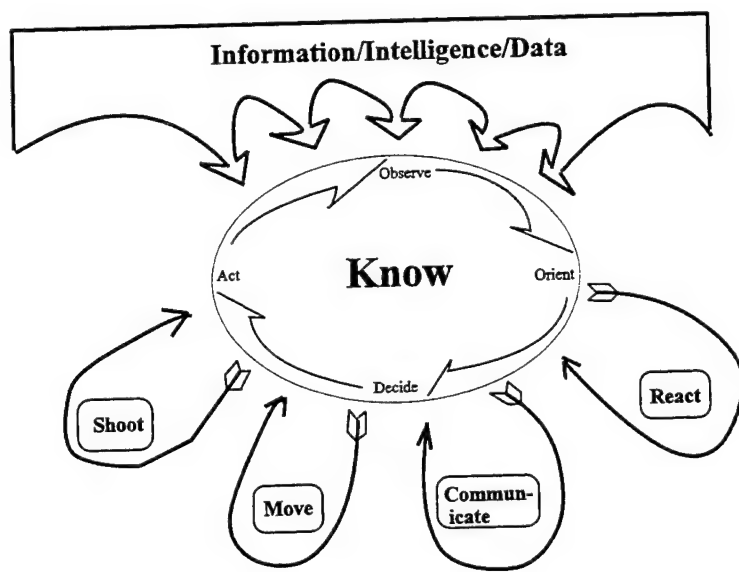 Information/Intelligence/Data
Observe
Act
Know
Orient
Decide
Shoot
React
Move
Commun-
icate